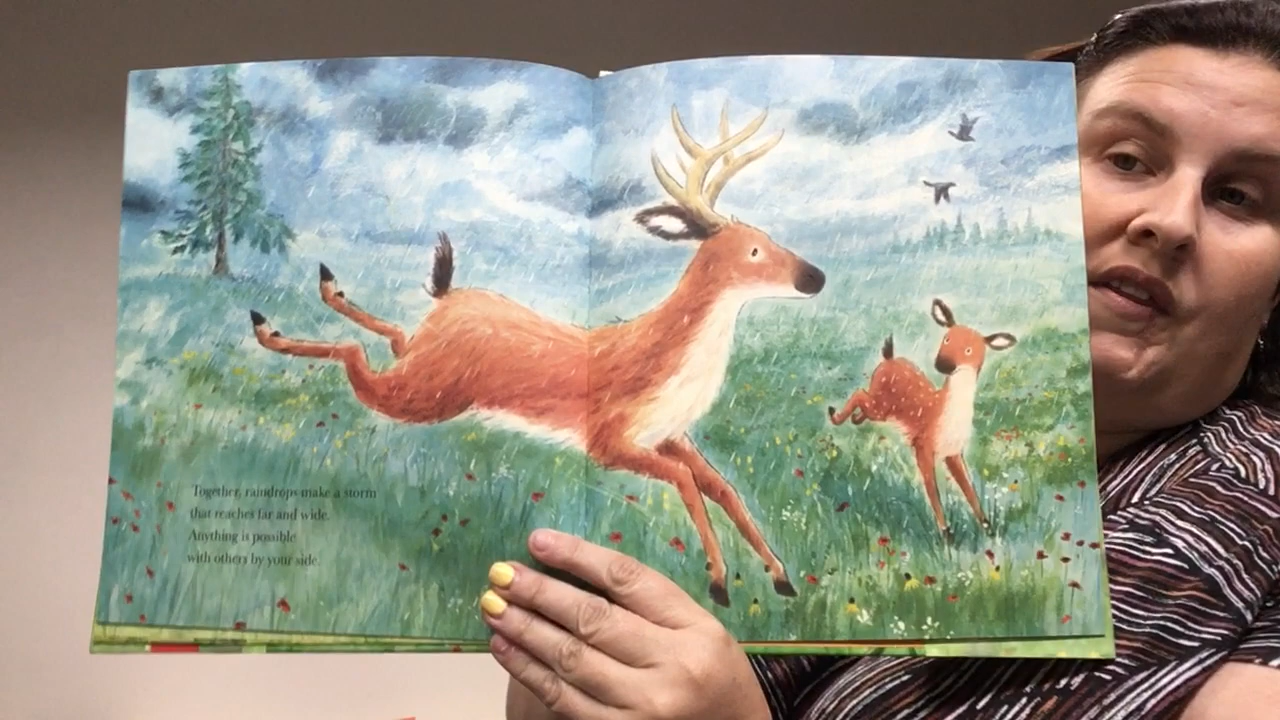 Together, raindrops make a storm
that reaches far and wide.
Anything is possible
with others by your side.